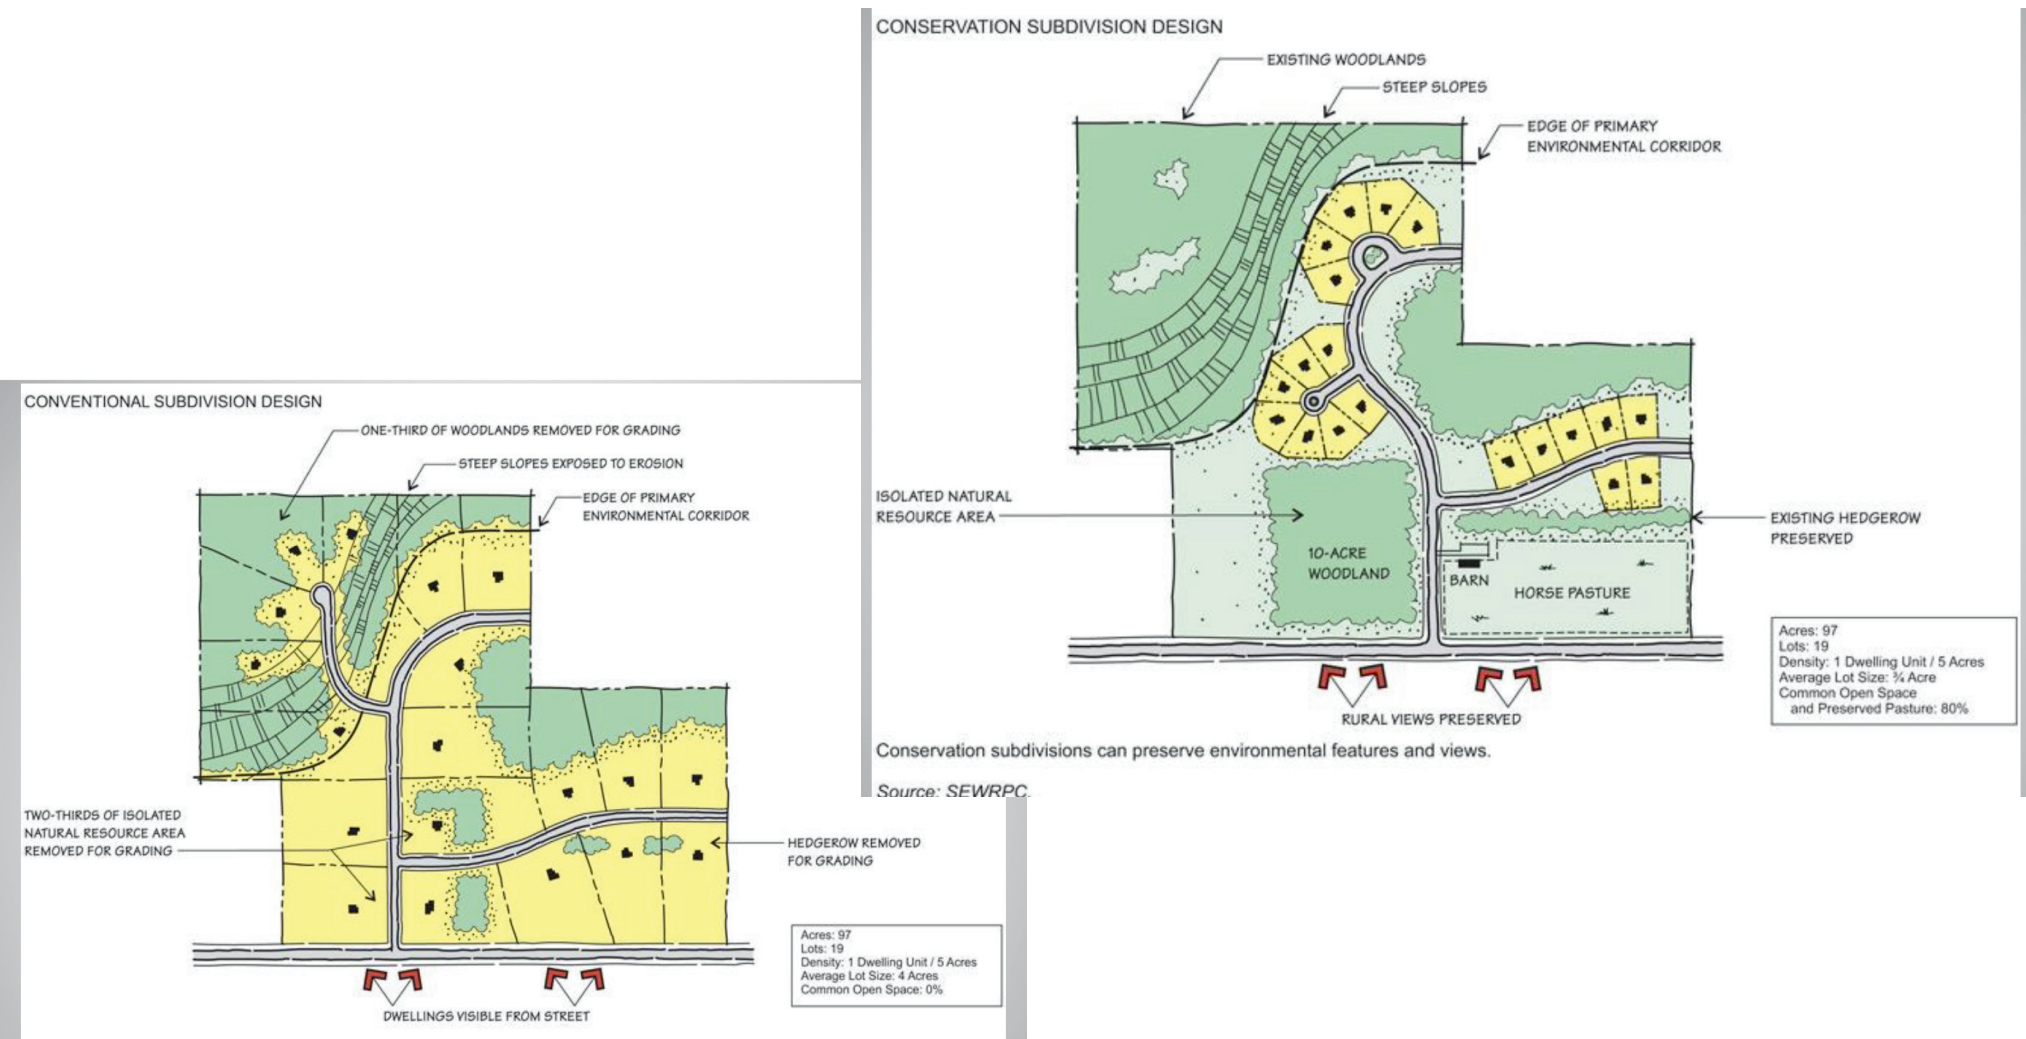 CONSERVATION SUBDIVISION DESIGN
EXISTING WOODLANDS
STEEP SLOPES
EDGE OF PRIMARY
ENVIRONMENTAL CORRIDOR
ISOLATED NATURAL
RESOURCE AREA
10-ACRE
WOODLAND
BARN
HORSE PASTURE
EXISTING HEDGEROW
PRESERVED
Acres: 97
Lots: 19
Density: 1 Dwelling Unit / 5 Acres
Average Lot Size: ¾ Acre
Common Open Space
and Preserved Pasture: 80%
RURAL VIEWS PRESERVED
Conservation subdivisions can preserve environmental features and views.
Source: SEWRPC.
CONVENTIONAL SUBDIVISION DESIGN
ONE-THIRD OF WOODLANDS REMOVED FOR GRADING
STEEP SLOPES EXPOSED TO EROSION
EDGE OF PRIMARY
ENVIRONMENTAL CORRIDOR
TWO-THIRDS OF ISOLATED
NATURAL RESOURCE AREA
REMOVED FOR GRADING
HEDGEROW REMOVED
FOR GRADING
Acres: 97
Lots: 19
Density: 1 Dwelling Unit / 5 Acres
Average Lot Size: 4 Acres
Common Open Space: 0%
DWELLINGS VISIBLE FROM STREET